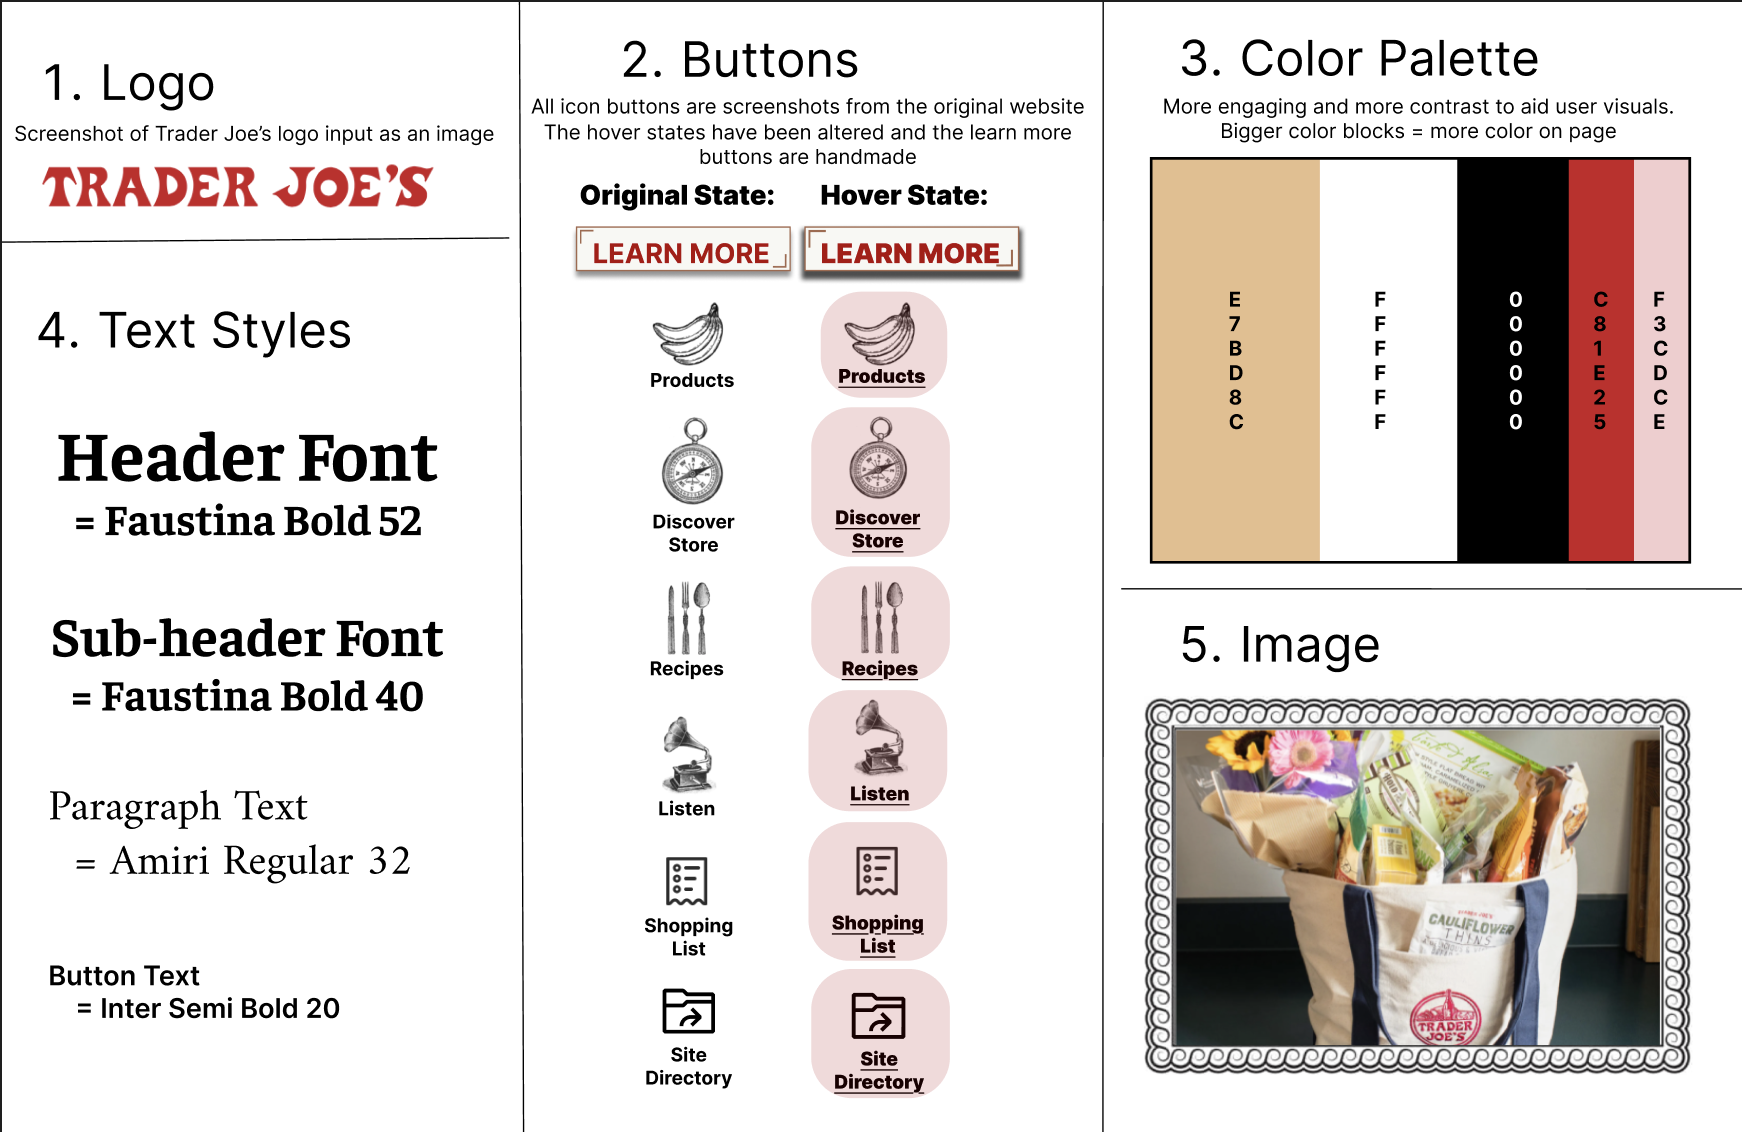 1. Logo
Screenshot of Trader Joe's logo input as an image
TRADER JOE'S
4. Text Styles
Header Font
= Faustina Bold 52
Sub-header Font
= Faustina Bold 40
Paragraph Text
= Amiri Regular 32
Button Text
= Inter Semi Bold 20
2. Buttons
All icon buttons are screenshots from the original website
The hover states have been altered and the learn more
buttons are handmade
Original State: Hover State:
LEARN MORE LEARN MORE
Products Products
Discover Discover
Store Store
Recipes Recipes
Listen Listen
Shopping Shopping
List List
Site Site
Directory Directory
3. Color Palette
More engaging and more contrast to aid user visuals.
Bigger color blocks = more color on page
E7BD8C
FFFFFF
000000
C81E25
F3CDCE
5. Image
TRADER JOE'S
CAULIFLOWER
THINS
TRADER
JOE'S